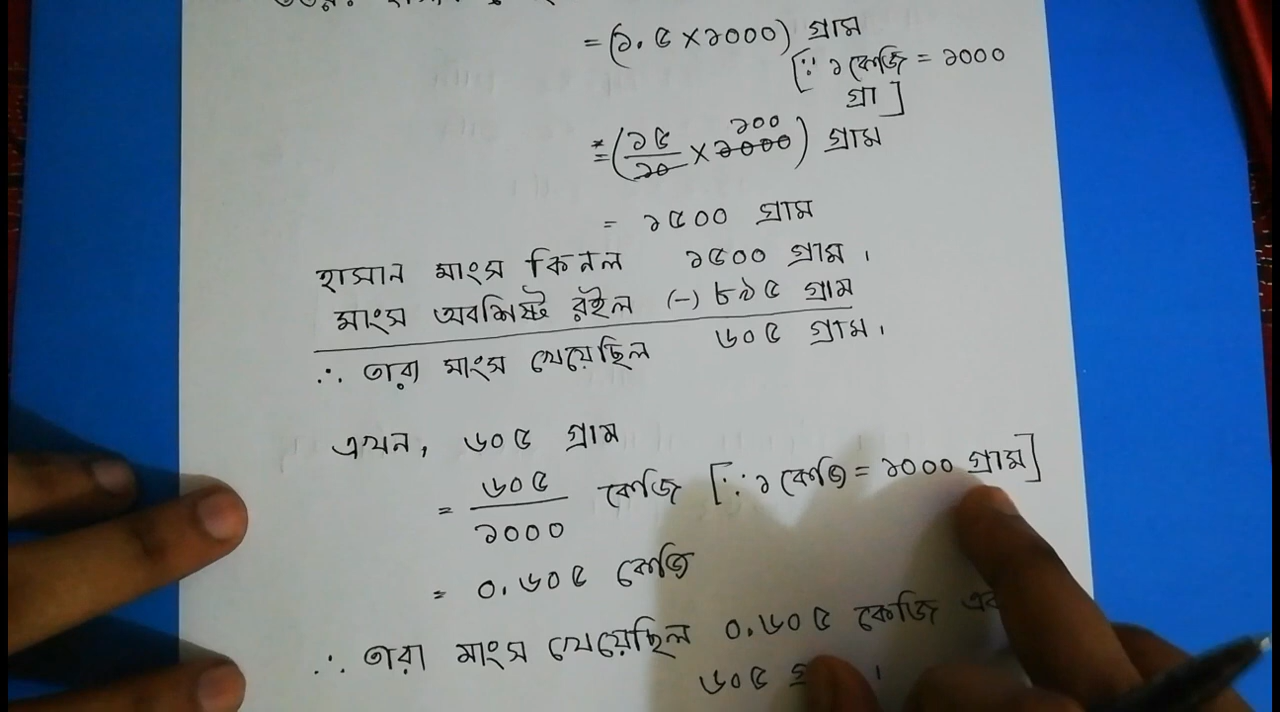 = (১.৫ × ১০০০) গ্রাম
[∵ ১ কেজি = ১০০০
গ্রা]
= (১৫/১০ × ১০০০) গ্রাম
১০০
= ১৫০০ গ্রাম
হাসান মাংস কিনল ১৫০০ গ্রাম।
মাংস অবশিষ্ট রইল (-) ৮৯৫ গ্রাম
∴ তারা মাংস খেয়েছিল ৬০৫ গ্রাম।
এখন, ৬০৫ গ্রাম
= ৬০৫/১০০০ কেজি [∵ ১ কেজি = ১০০০ গ্রাম]
= ০.৬০৫ কেজি
∴ তারা মাংস খেয়েছিল ০.৬০৫ কেজি
৬০৫